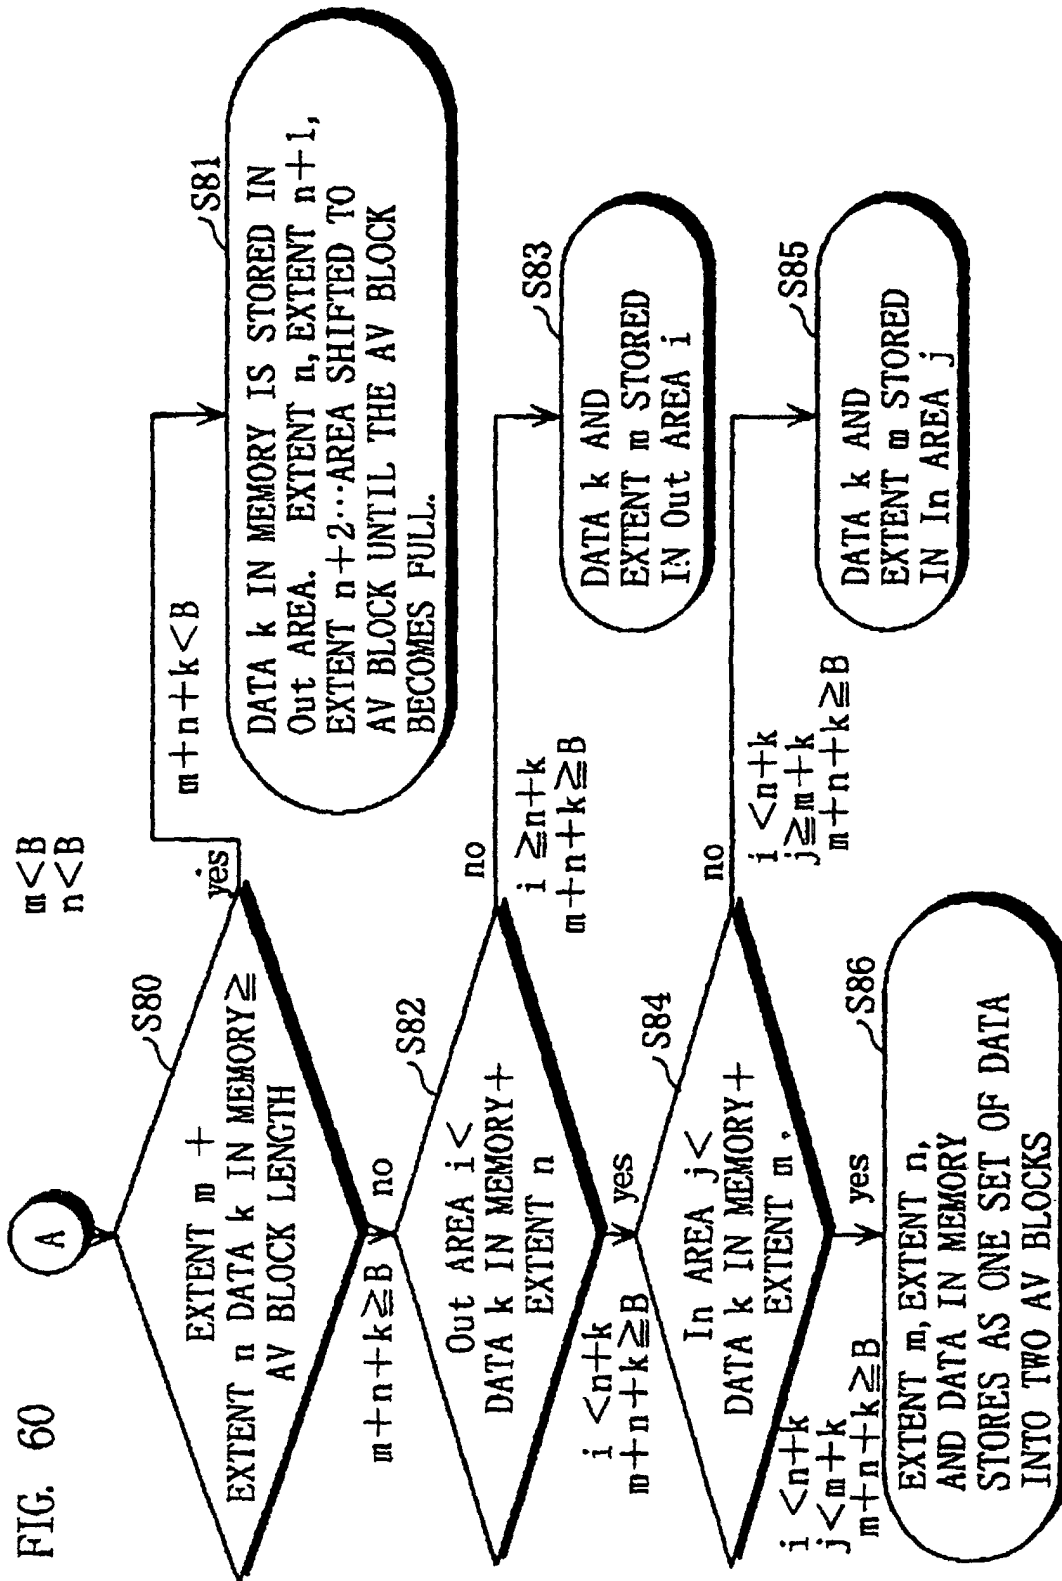 FIG. 60
A
m<B
n<B
S80
EXTENT m +
EXTENT n DATA k IN MEMORY≧
AV BLOCK LENGTH
yes
m+n+k<B
S81
DATA k IN MEMORY IS STORED IN
Out AREA. EXTENT n, EXTENT n+1,
EXTENT n+2···AREA SHIFTED TO
AV BLOCK UNTIL THE AV BLOCK
BECOMES FULL.
no
m+n+k≧B
S82
Out AREA i<
DATA k IN MEMORY+
EXTENT n
no
i ≧n+k
m+n+k≧B
S83
DATA k AND
EXTENT m STORED
IN Out AREA i
yes
i <n+k
m+n+k≧B
S84
In AREA j<
DATA k IN MEMORY+
EXTENT m.
no
i <n+k
j≧m+k
m+n+k≧B
S85
DATA k AND
EXTENT m STORED
IN In AREA j
yes
i <n+k
j<m+k
m+n+k≧B
S86
EXTENT m, EXTENT n,
AND DATA IN MEMORY
STORES AS ONE SET OF DATA
INTO TWO AV BLOCKS